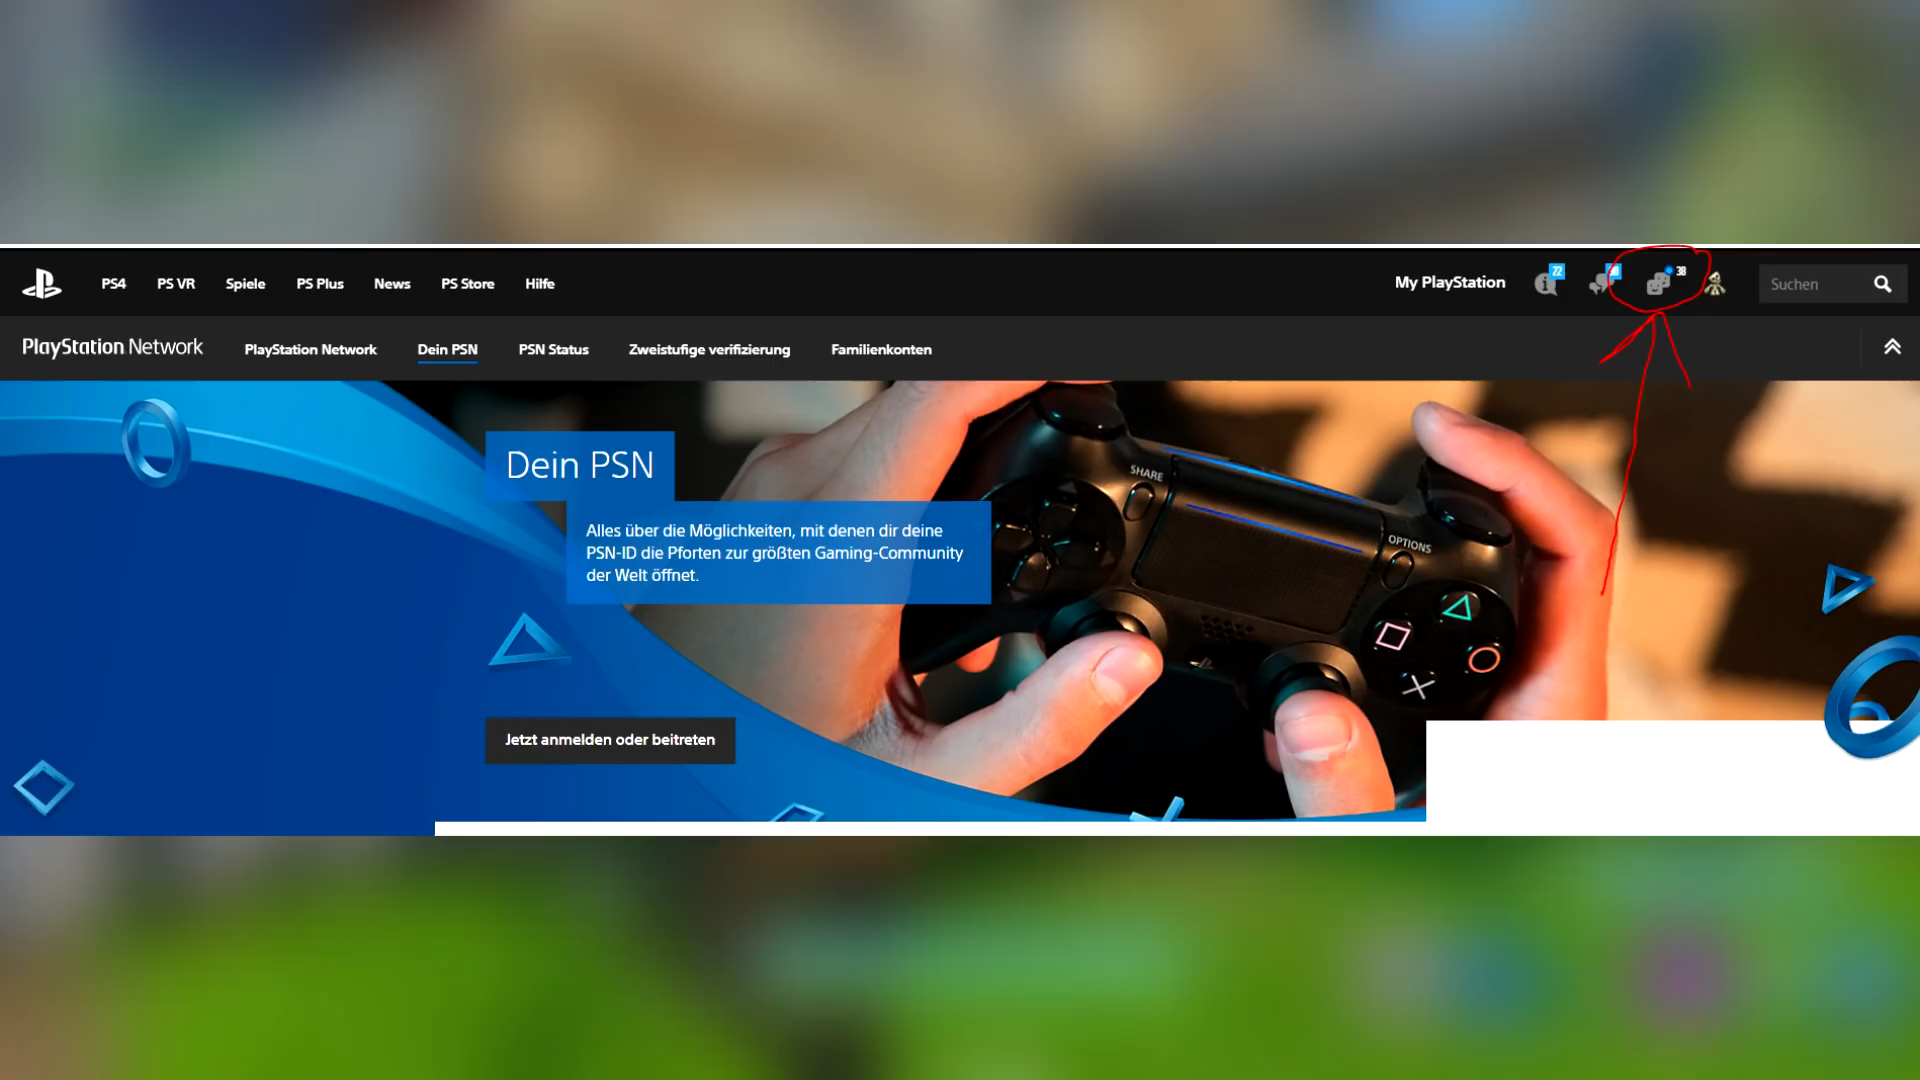 PS4 PS VR Spiele PS Plus News PS Store Hilfe My PlayStation 22 38 Suchen
PlayStation Network PlayStation Network Dein PSN PSN Status Zweistufige verifizierung Familienkonten
Dein PSN
SHARE
Alles über die Möglichkeiten, mit denen dir deine
PSN-ID die Pforten zur größten Gaming-Community
der Welt öffnet.
OPTIONS
Jetzt anmelden oder beitreten